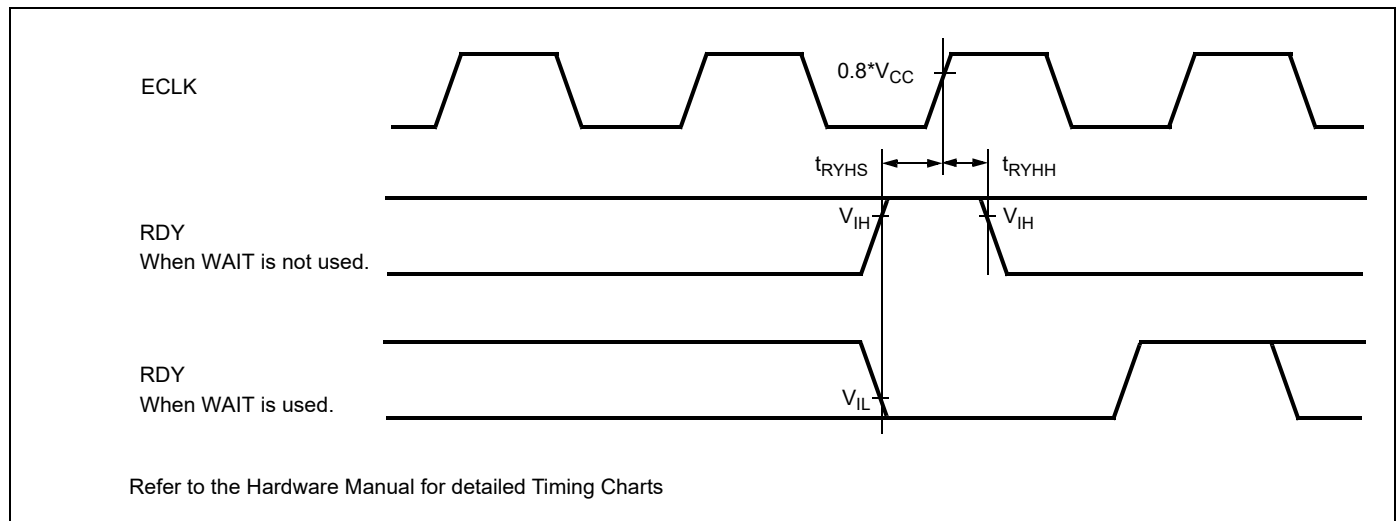 ECLK
0.8*VCC
tRYHS
tRYHH
VIH
VIH
RDY
When WAIT is not used.
RDY
When WAIT is used.
VIL
Refer to the Hardware Manual for detailed Timing Charts